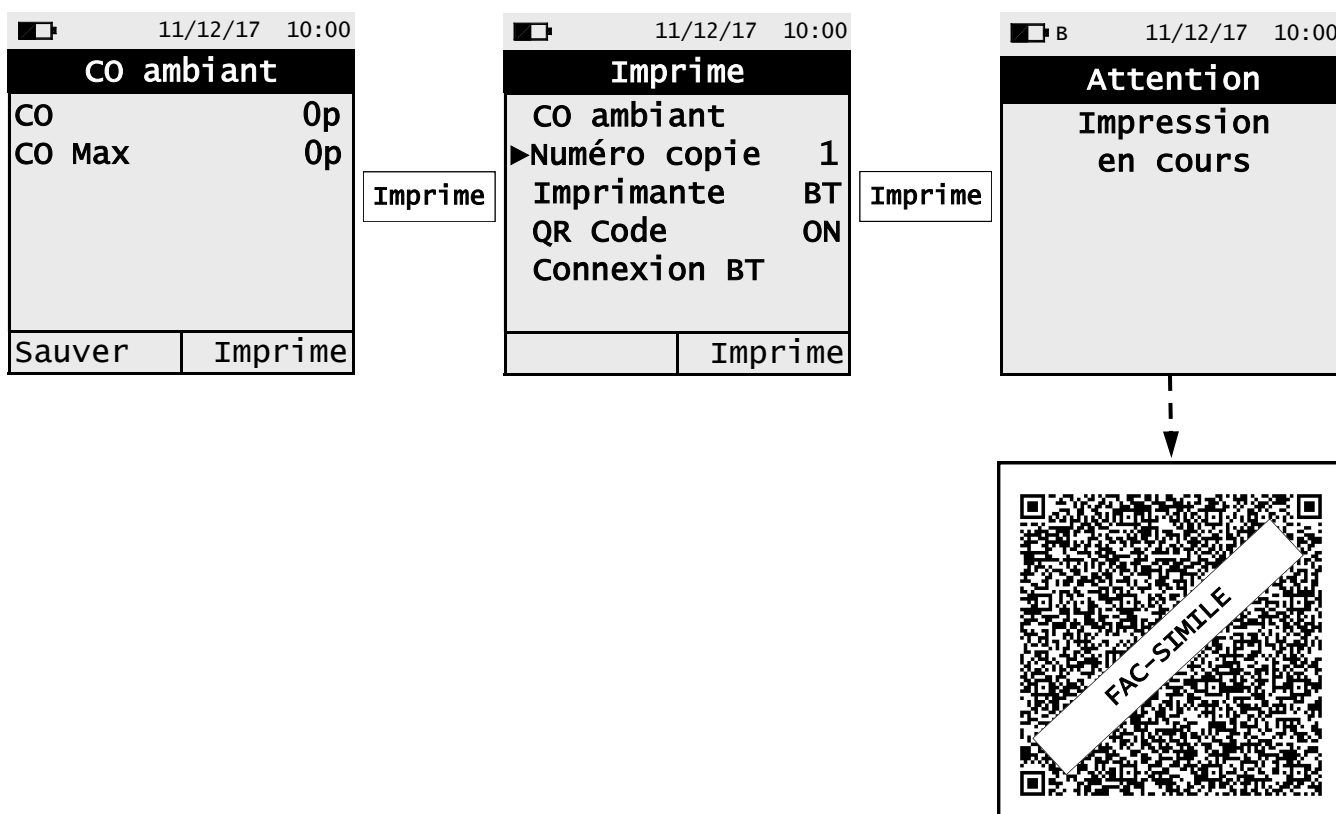 11/12/17 10:00
CO ambiant
CO 0p
CO Max 0p
Sauver Imprime
Imprime
11/12/17 10:00
Imprime
CO ambiant
►Numéro copie 1
Imprimante BT
QR Code ON
Connexion BT
Imprime
Imprime
B 11/12/17 10:00
Attention
Impression
en cours
FAC-SIMILE